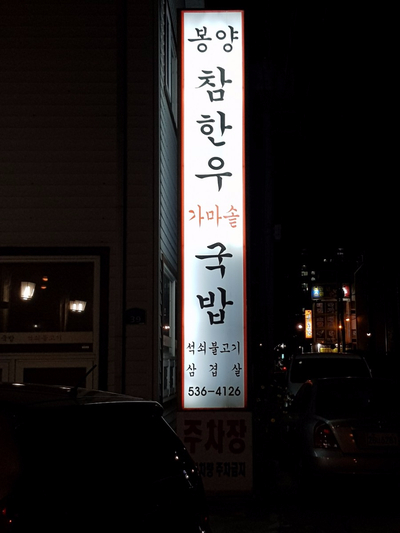 봉양
참한우
가마솥
국밥
석쇠불고기
삼겹살
536-4126
주차장